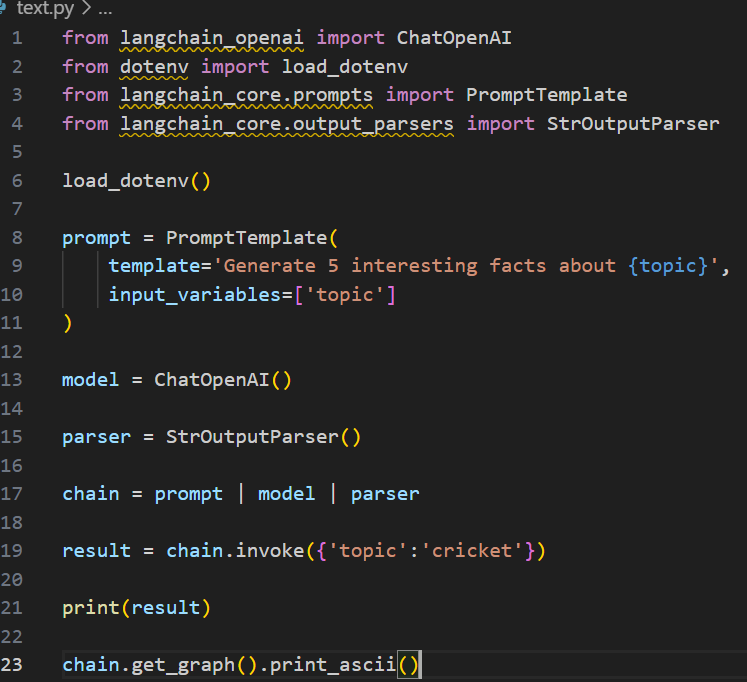 text.py > ...
1 from langchain_openai import ChatOpenAI
2 from dotenv import load_dotenv
3 from langchain_core.prompts import PromptTemplate
4 from langchain_core.output_parsers import StrOutputParser
5
6 load_dotenv()
7
8 prompt = PromptTemplate(
9     template='Generate 5 interesting facts about {topic}',
10     input_variables=['topic']
11 )
12
13 model = ChatOpenAI()
14
15 parser = StrOutputParser()
16
17 chain = prompt | model | parser
18
19 result = chain.invoke({'topic':'cricket'})
20
21 print(result)
22
23 chain.get_graph().print_ascii()